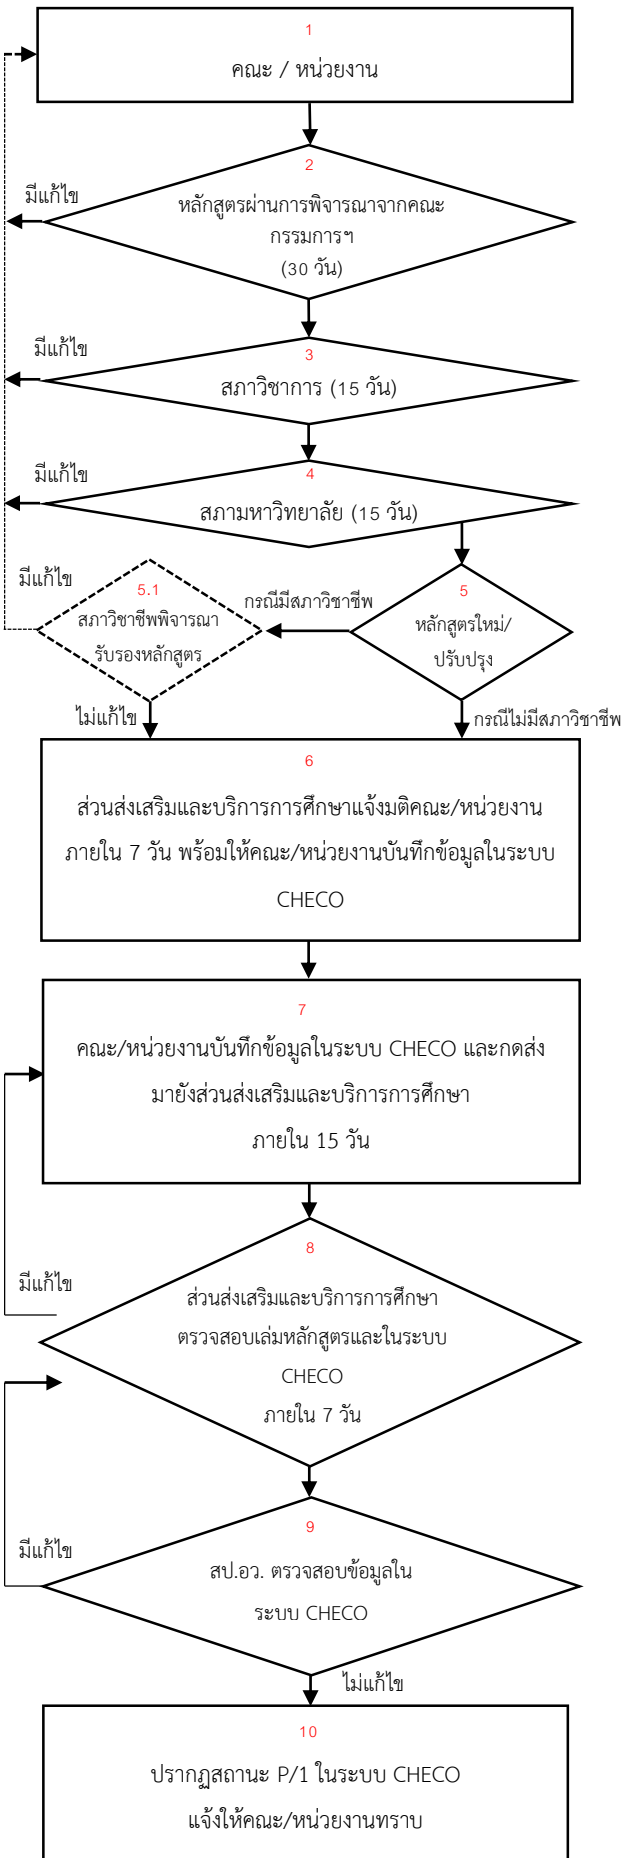 1
คณะ / หน่วยงาน
2
มีแก้ไข
หลักสูตรผ่านการพิจารณาจากคณะ
กรรมการฯ
(30 วัน)
มีแก้ไข
3
สภาวิชาการ (15 วัน)
มีแก้ไข
4
สภามหาวิทยาลัย (15 วัน)
มีแก้ไข
5.1
สภาวิชาชีพพิจารณา
รับรองหลักสูตร
กรณีมีสภาวิชาชีพ
5
หลักสูตรใหม่/
ปรับปรุง
ไม่แก้ไข
กรณีไม่มีสภาวิชาชีพ
6
ส่วนส่งเสริมและบริการการศึกษาแจ้งมติคณะ/หน่วยงาน
ภายใน 7 วัน พร้อมให้คณะ/หน่วยงานบันทึกข้อมูลในระบบ
CHECO
7
คณะ/หน่วยงานบันทึกข้อมูลในระบบ CHECO และกดส่ง
มายังส่วนส่งเสริมและบริการการศึกษา
ภายใน 15 วัน
8
มีแก้ไข
ส่วนส่งเสริมและบริการการศึกษา
ตรวจสอบเล่มหลักสูตรและในระบบ
CHECO
ภายใน 7 วัน
9
มีแก้ไข
สป.อว. ตรวจสอบข้อมูลใน
ระบบ CHECO
ไม่แก้ไข
10
ปรากฏสถานะ P/1 ในระบบ CHECO
แจ้งให้คณะ/หน่วยงานทราบ